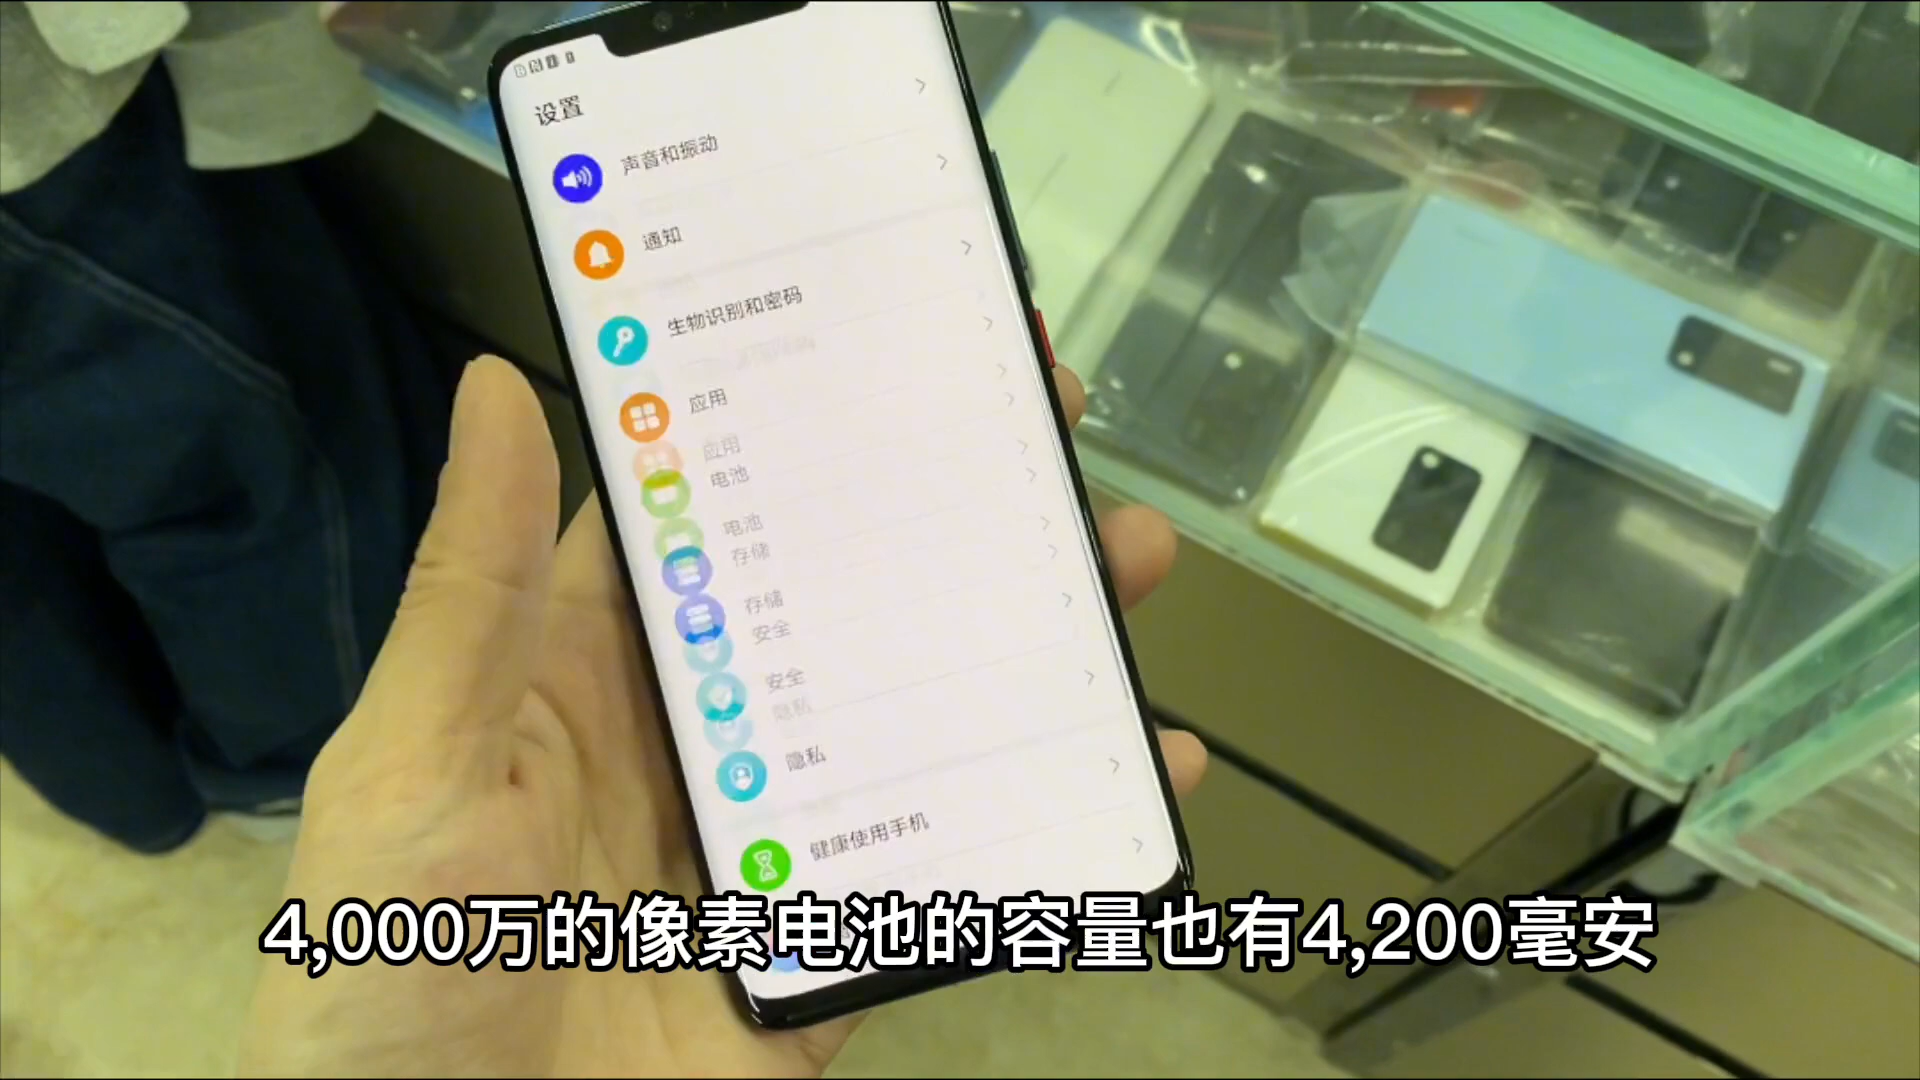 设置
声音和振动
通知
生物识别和密码
应用
应用
电池
电池
存储
存储
安全
安全
隐私
隐私
健康使用手机
4,000万的像素电池的容量也有4,200毫安